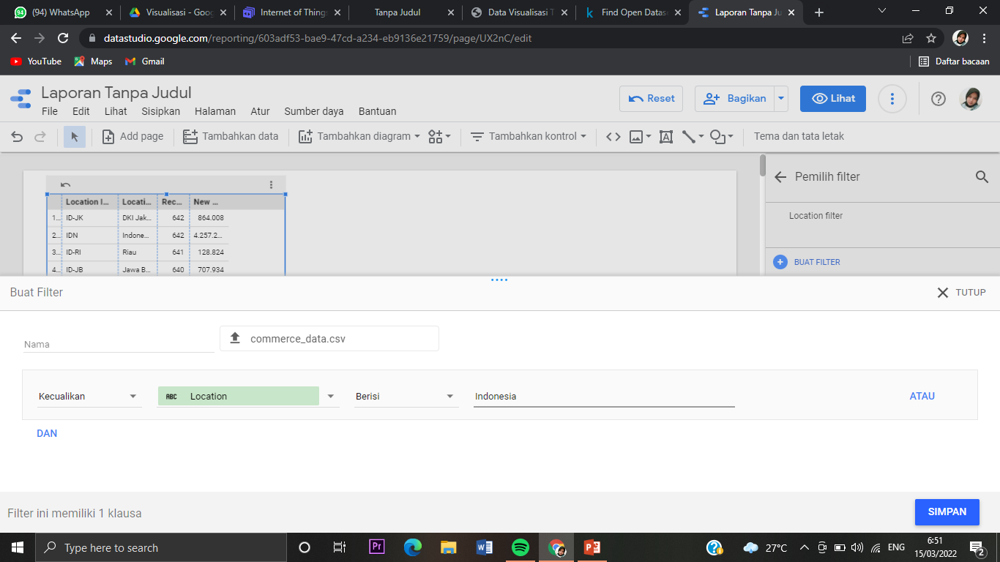 (94) WhatsApp
Visualisasi - Goog
Internet of Things
Tanpa Judul
Data Visualisasi T
Find Open Datas
Laporan Tanpa Ju
datastudio.google.com/reporting/603adf53-bae9-47cd-a234-eb9136e21759/page/UX2nC/edit
YouTube
Maps
Gmail
Daftar bacaan
Laporan Tanpa Judul
Reset
Bagikan
Lihat
File Edit Lihat Sisipkan Halaman Atur Sumber daya Bantuan
Add page
Tambahkan data
Tambahkan diagram
Tambahkan kontrol
Tema dan tata letak
Pemilih filter
Location I... Locati... Rec... New ...
1... ID-JK DKI Jak... 642 864.008
2... IDN Indone... 642 4.257.2...
3... ID-RI Riau 641 128.824
4... ID-JB Jawa B... 640 707.934
Location filter
BUAT FILTER
Buat Filter
TUTUP
Nama
commerce_data.csv
Kecualikan
ABC Location
Berisi
Indonesia
ATAU
DAN
Filter ini memiliki 1 klausa
SIMPAN
Type here to search
Pr
27°C
ENG
6:51
15/03/2022
2